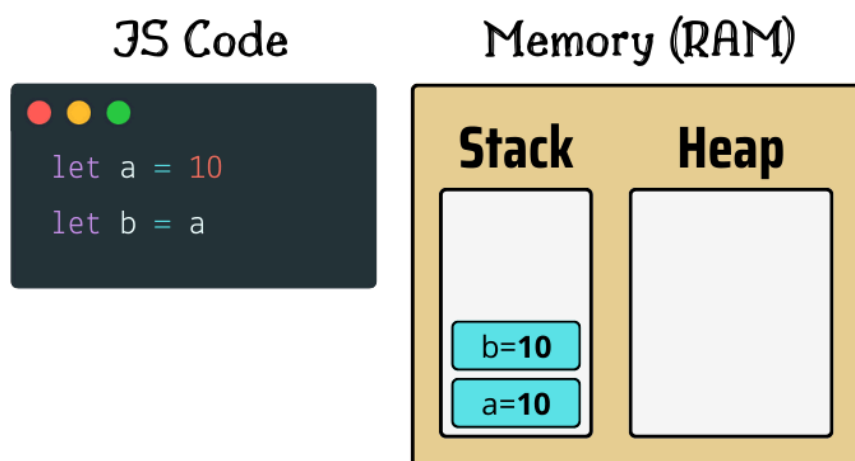 JS Code
let a = 10
let b = a
Memory (RAM)
Stack
Heap
b=10
a=10